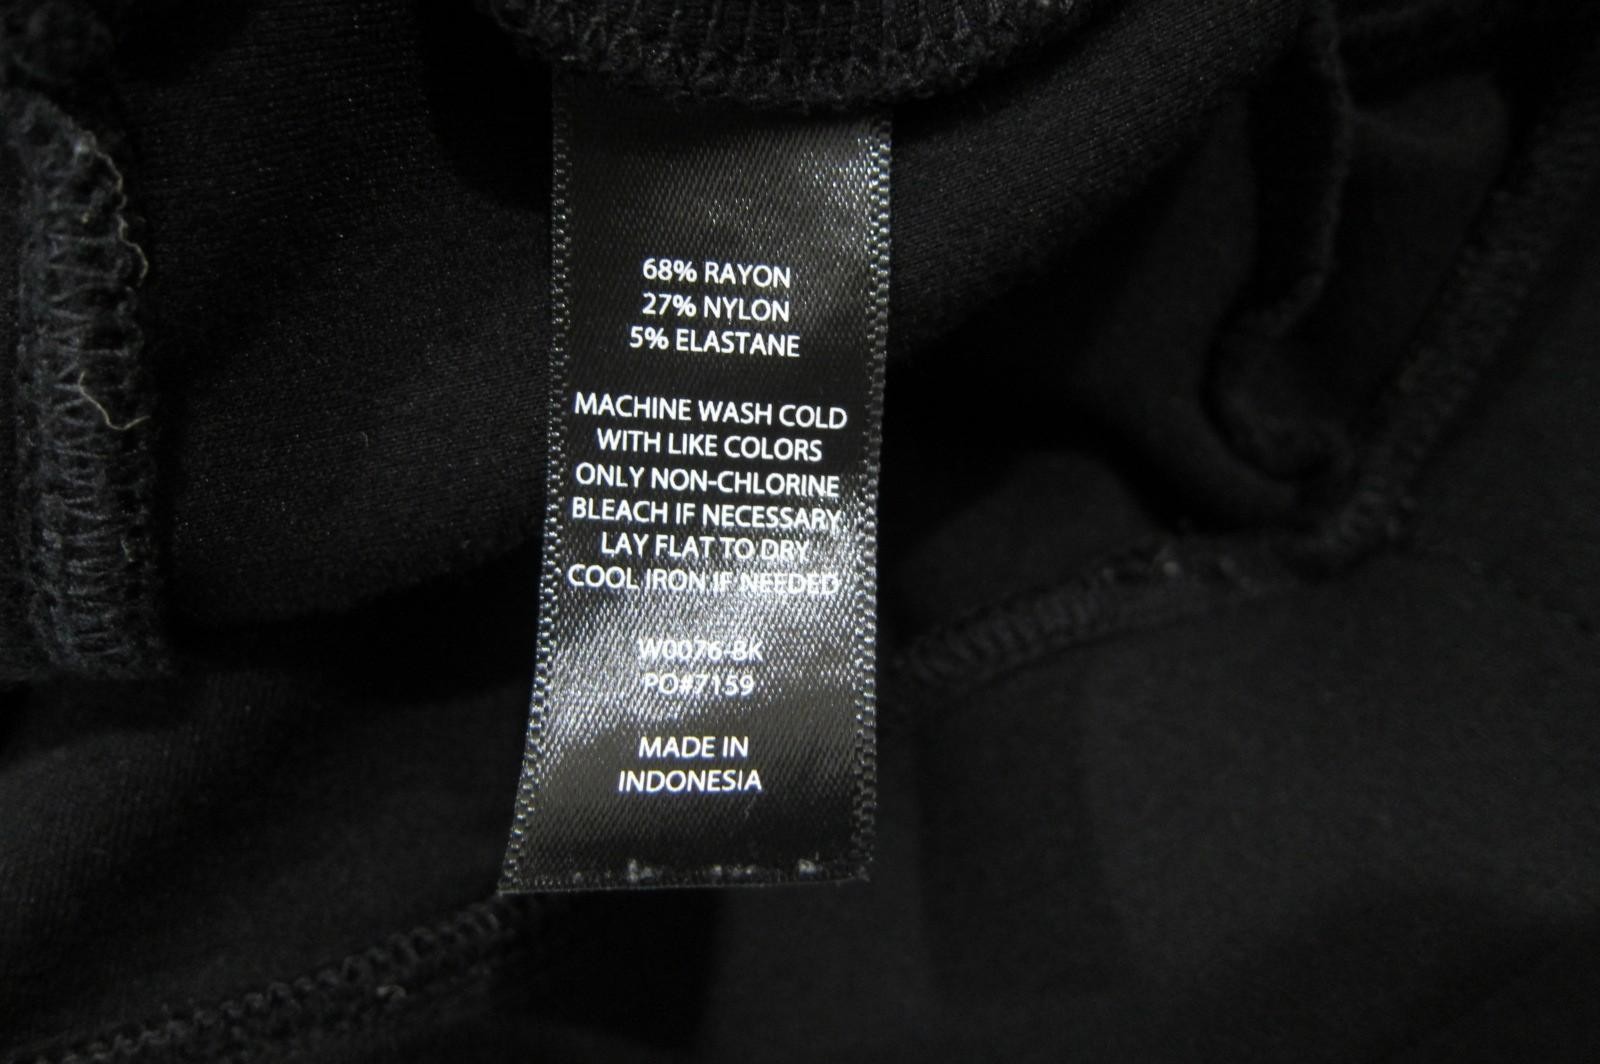 68% RAYON
27% NYLON
5% ELASTANE
MACHINE WASH COLD
WITH LIKE COLORS
ONLY NON-CHLORINE
BLEACH IF NECESSARY
LAY FLAT TO DRY
COOL IRON IF NEEDED
W0076-BK
PO#7159
MADE IN
INDONESIA